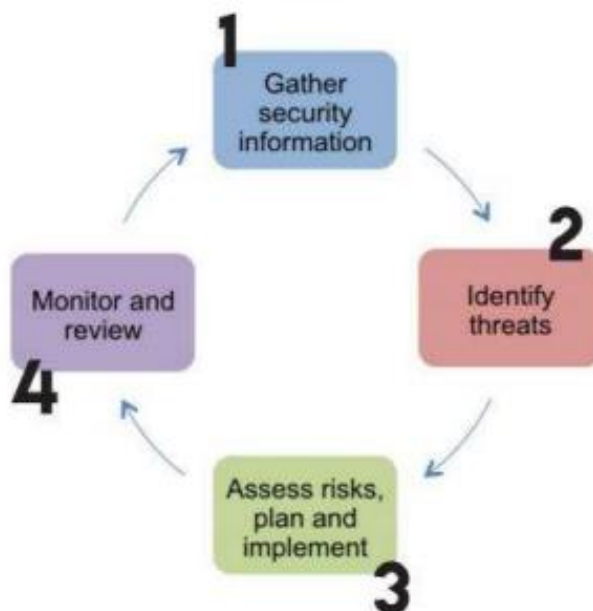 1
Gather
security
information
2
Identify
threats
Assess risks,
plan and
implement
3
Monitor and
review
4